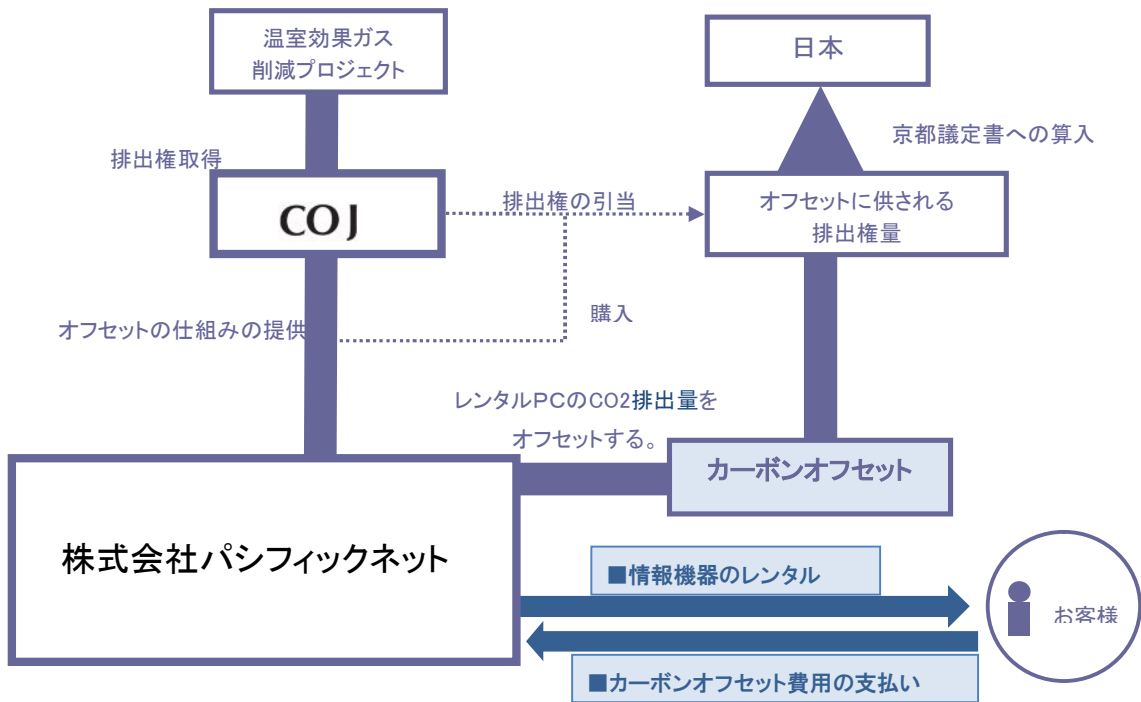 温室効果ガス
削減プロジェクト
日本
京都議定書への算入
排出権取得
COJ
排出権の引当
オフセットに供される
排出権量
購入
オフセットの仕組みの提供
レンタルPCのCO2排出量を
オフセットする。
カーボンオフセット
株式会社パシフィックネット
■情報機器のレンタル
お客様
■カーボンオフセット費用の支払い